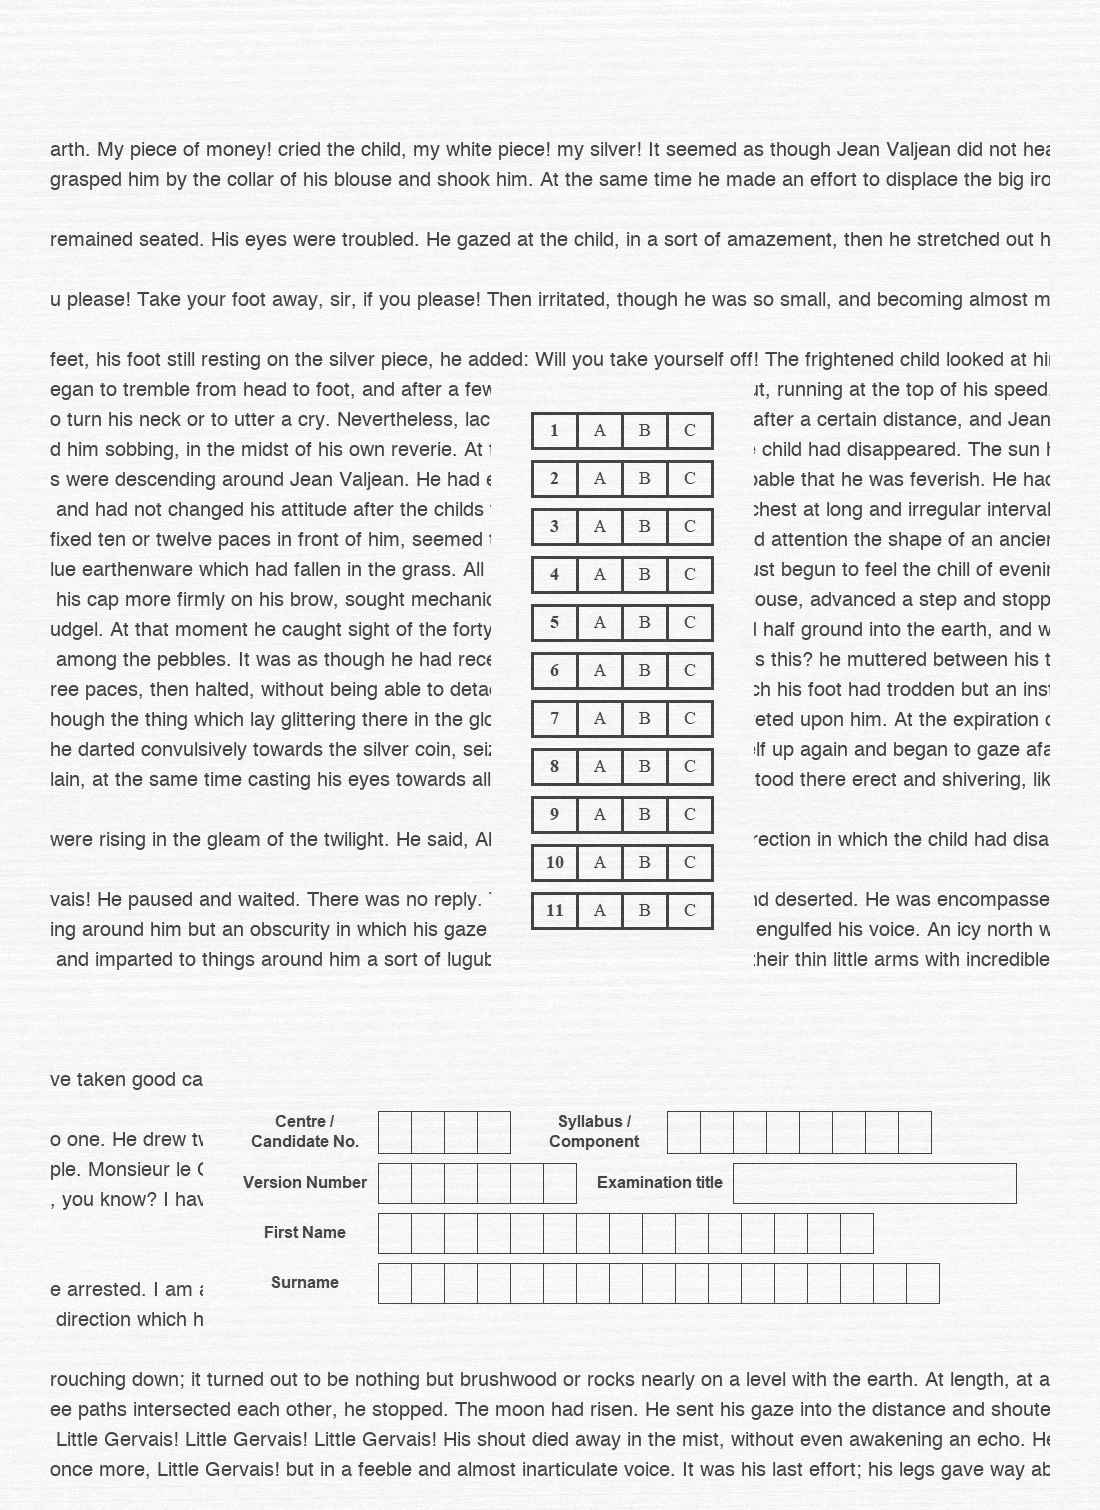 arth. My piece of money! cried the child, my white piece! my silver! It seemed as though Jean Valjean did not hea
grasped him by the collar of his blouse and shook him. At the same time he made an effort to displace the big iro
remained seated. His eyes were troubled. He gazed at the child, in a sort of amazement, then he stretched out h
u please! Take your foot away, sir, if you please! Then irritated, though he was so small, and becoming almost m
feet, his foot still resting on the silver piece, he added: Will you take yourself off! The frightened child looked at hi
egan to tremble from head to foot, and after a few
o turn his neck or to utter a cry. Nevertheless, lac
d him sobbing, in the midst of his own reverie. At
s were descending around Jean Valjean. He had
and had not changed his attitude after the childs
fixed ten or twelve paces in front of him, seemed
lue earthenware which had fallen in the grass. All
his cap more firmly on his brow, sought mechanic
udgel. At that moment he caught sight of the forty
among the pebbles. It was as though he had rece
ree paces, then halted, without being able to deta
hough the thing which lay glittering there in the glo
he darted convulsively towards the silver coin, seiz
lain, at the same time casting his eyes towards all
were rising in the gleam of the twilight. He said, A
vais! He paused and waited. There was no reply.
ing around him but an obscurity in which his gaze
and imparted to things around him a sort of lugub
1 A B C
2 A B C
3 A B C
4 A B C
5 A B C
6 A B C
7 A B C
8 A B C
9 A B C
10 A B C
11 A B C
ut, running at the top of his speed.
after a certain distance, and Jean
child had disappeared. The sun h
bable that he was feverish. He had
chest at long and irregular interval
d attention the shape of an ancien
ust begun to feel the chill of evenin
ouse, advanced a step and stopp
half ground into the earth, and w
s this? he muttered between his t
ch his foot had trodden but an inst
eted upon him. At the expiration o
lf up again and began to gaze afa
tood there erect and shivering, lik
rection in which the child had disa
nd deserted. He was encompasse
engulfed his voice. An icy north w
their thin little arms with incredible
ve taken good ca
o one. He drew tw
ple. Monsieur le C
, you know? I hav
e arrested. I am a
direction which h
Centre /
Candidate No.
Syllabus /
Component
Version Number
Examination title
First Name
Surname
rouching down; it turned out to be nothing but brushwood or rocks nearly on a level with the earth. At length, at a
ee paths intersected each other, he stopped. The moon had risen. He sent his gaze into the distance and shoute
Little Gervais! Little Gervais! Little Gervais! His shout died away in the mist, without even awakening an echo. He
once more, Little Gervais! but in a feeble and almost inarticulate voice. It was his last effort; his legs gave way ab